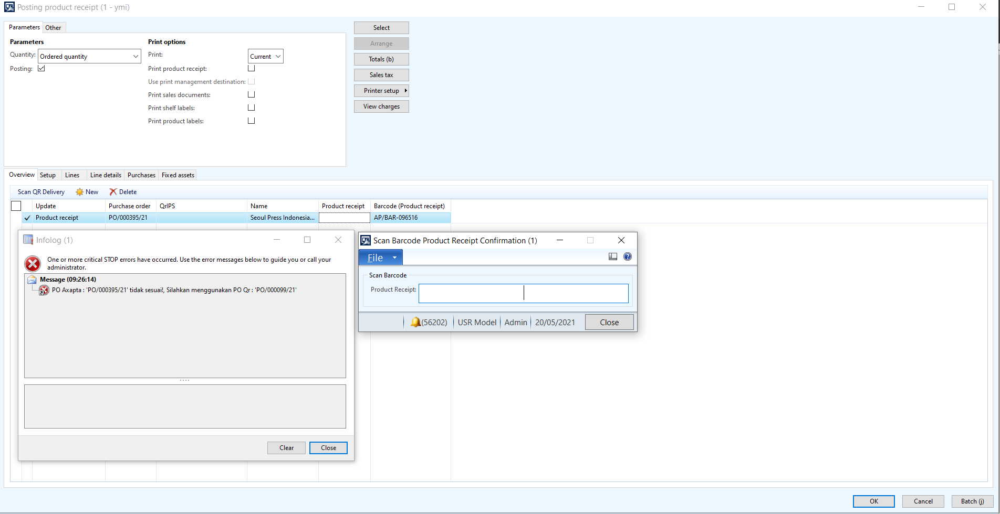 Posting product receipt (1 - ymi)
Parameters Other
Parameters Print options
Quantity: Ordered quantity Print: Current
Posting: Print product receipt:
Use print management destination:
Print sales documents:
Print shelf labels:
Print product labels:
Select
Arrange
Totals (b)
Sales tax
Printer setup
View charges
Overview Setup Lines Line details Purchases Fixed assets
Scan QR Delivery New Delete
Update Purchase order QrIPS Name Product receipt Barcode (Product receipt)
Product receipt PO/000395/21 Seoul Press Indonesia... AP/BAR-096516
Infolog (1)
One or more critical STOP errors have occurred. Use the error messages below to guide you or call your
administrator.
Message (09:26:14)
PO Axapta : 'PO/000395/21' tidak sesuai!, Silahkan menggunakan PO Qr : 'PO/000099/21'
Clear Close
Scan Barcode Product Receipt Confirmation (1)
File
Scan Barcode
Product Receipt:
(56202) USR Model Admin 20/05/2021 Close
OK Cancel Batch (j)